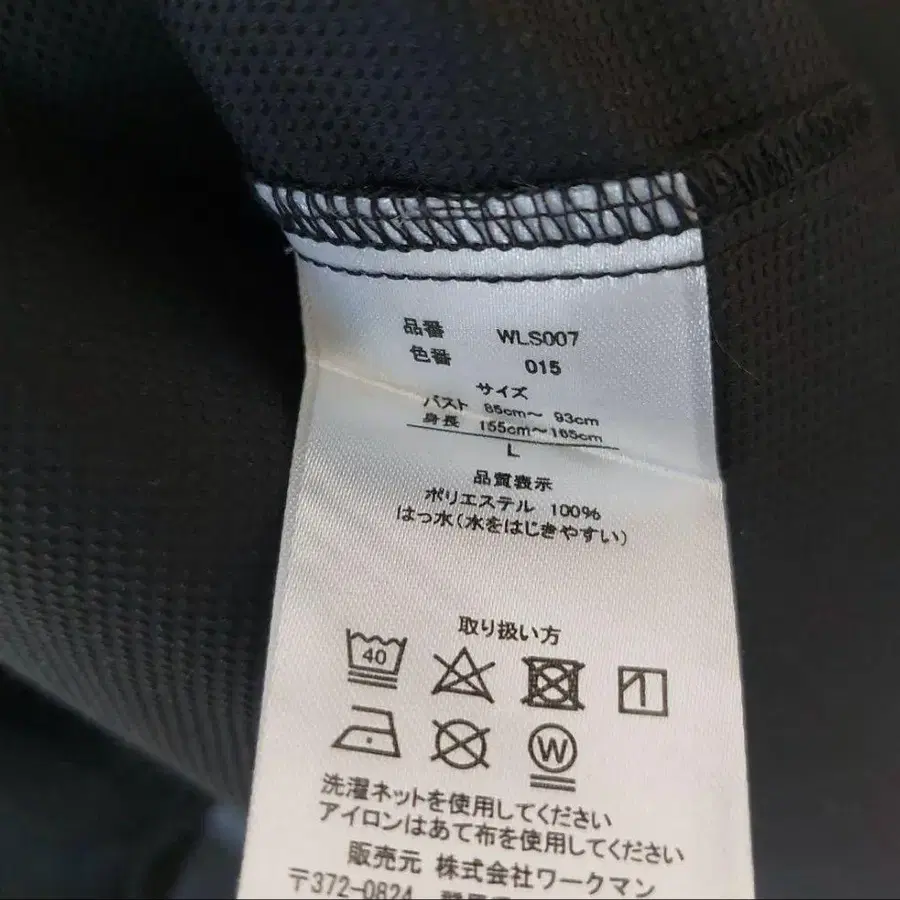 品番 WLS007
色番 015
サイズ
バスト 85cm～ 93cm
身長 155cm～165cm
L
品質表示
ポリエステル 100%
はっ水(水をはじきやすい)
取り扱い方
40
W
洗濯ネットを使用してください
アイロンはあて布を使用してください
販売元 株式会社ワークマン
〒372-0824